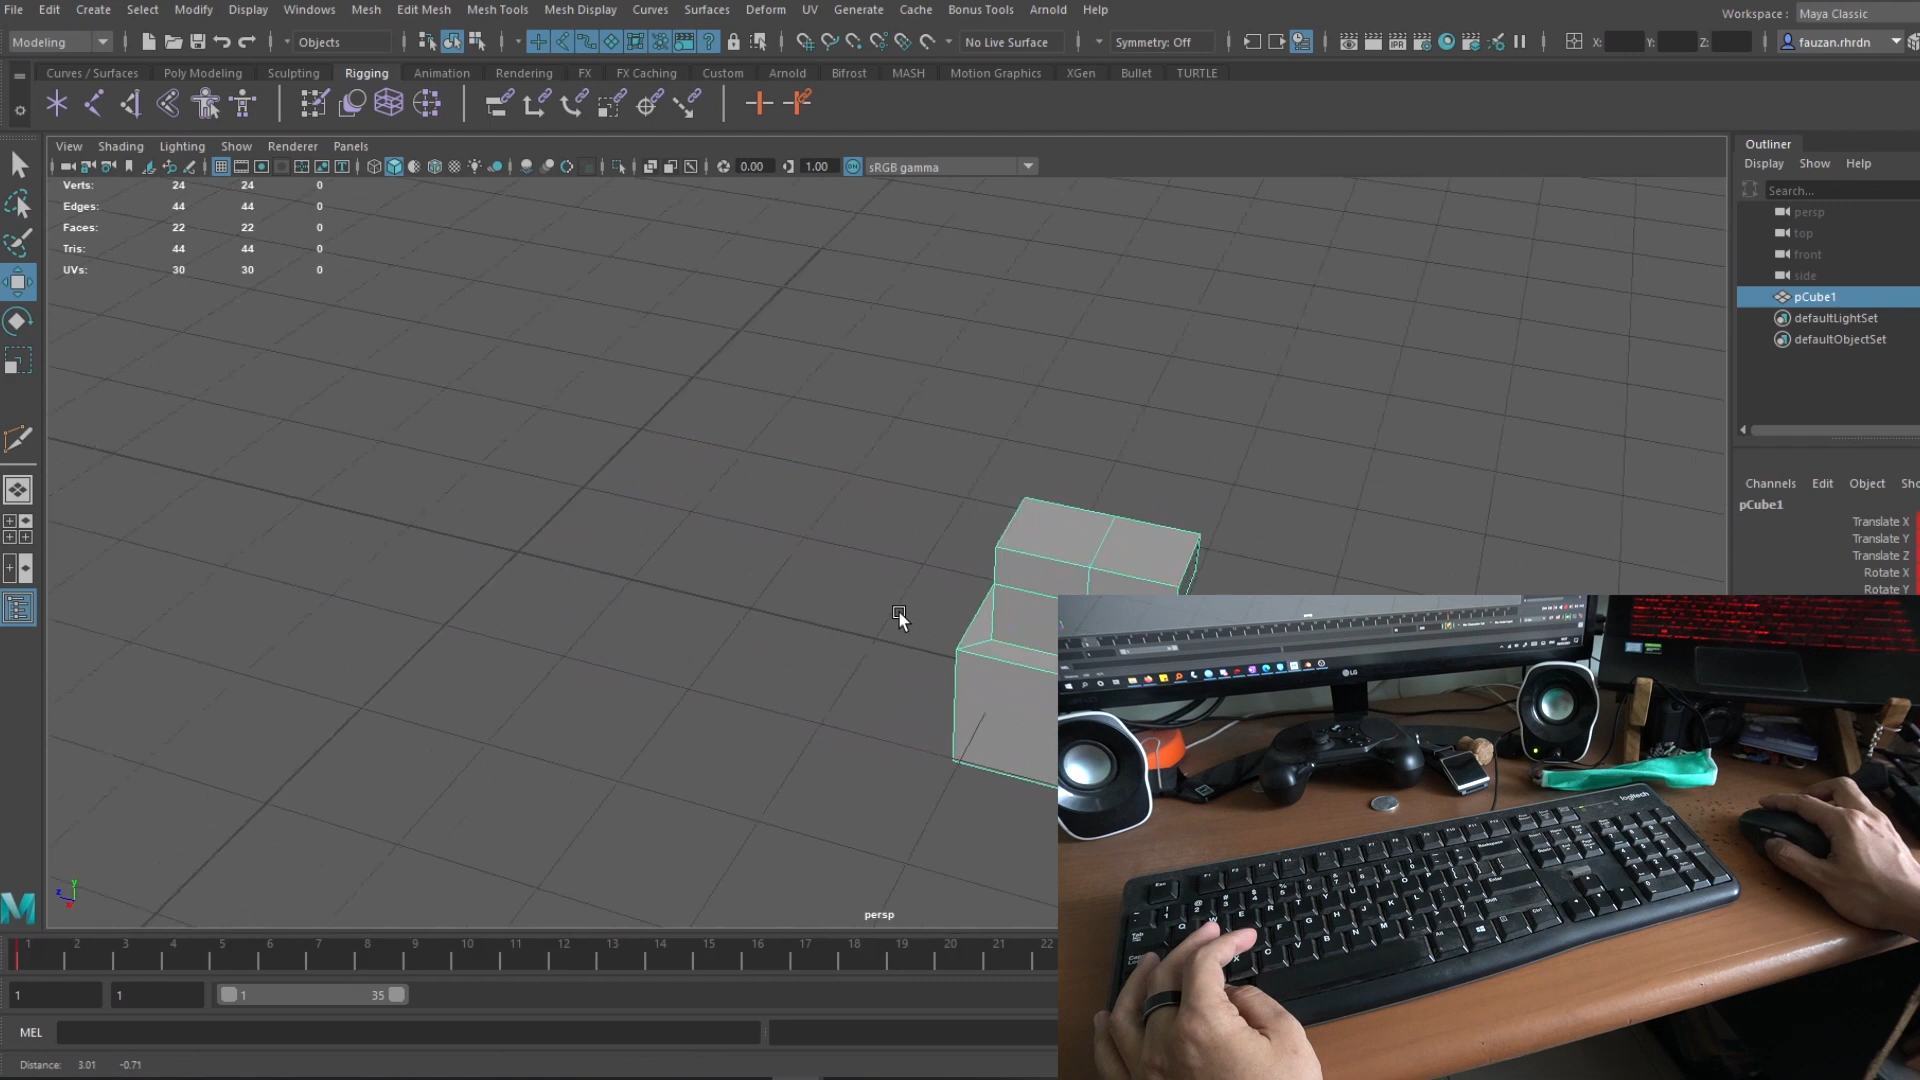 File Edit Create Select Modify Display Windows Mesh Edit Mesh Mesh Tools Mesh Display Curves Surfaces Deform UV Generate Cache Bonus Tools Arnold Help
Workspace : Maya Classic
Modeling Objects No Live Surface Symmetry: Off X: Y: Z: fauzan.rhrdn
Curves / Surfaces Poly Modeling Sculpting Rigging Animation Rendering FX FX Caching Custom Arnold Bifrost MASH Motion Graphics XGen Bullet TURTLE
View Shading Lighting Show Renderer Panels
0.00 1.00 ON sRGB gamma
Verts: 24 24 0
Edges: 44 44 0
Faces: 22 22 0
Tris: 44 44 0
UVs: 30 30 0
persp
1 2 3 4 5 6 7 8 9 10 11 12 13 14 15 16 17 18 19 20 21 22
1 1 1 35
MEL
Distance: 3.01 -0.71
Outliner
Display Show Help
Search...
persp
top
front
side
pCube1
defaultLightSet
defaultObjectSet
Channels Edit Object Sho
pCube1
Translate X
Translate Y
Translate Z
Rotate X
Rotate Y
y
z
LG
logitech